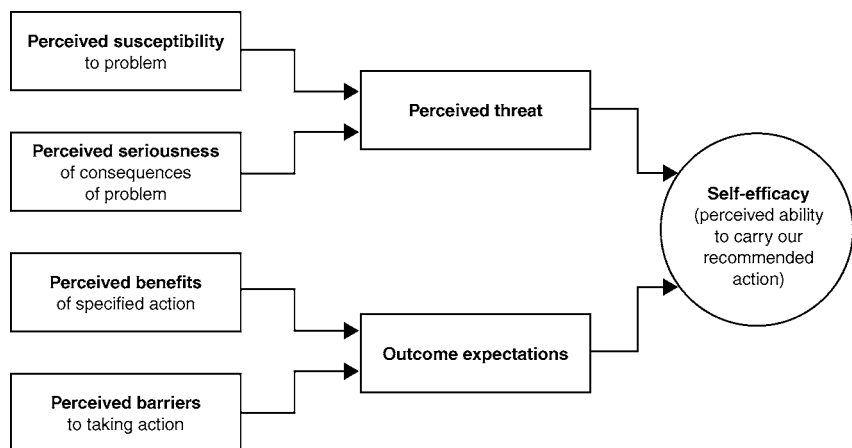 Perceived susceptibility
to problem
Perceived seriousness
of consequences
of problem
Perceived benefits
of specified action
Perceived barriers
to taking action
Perceived threat
Outcome expectations
Self-efficacy
(perceived ability
to carry our
recommended
action)